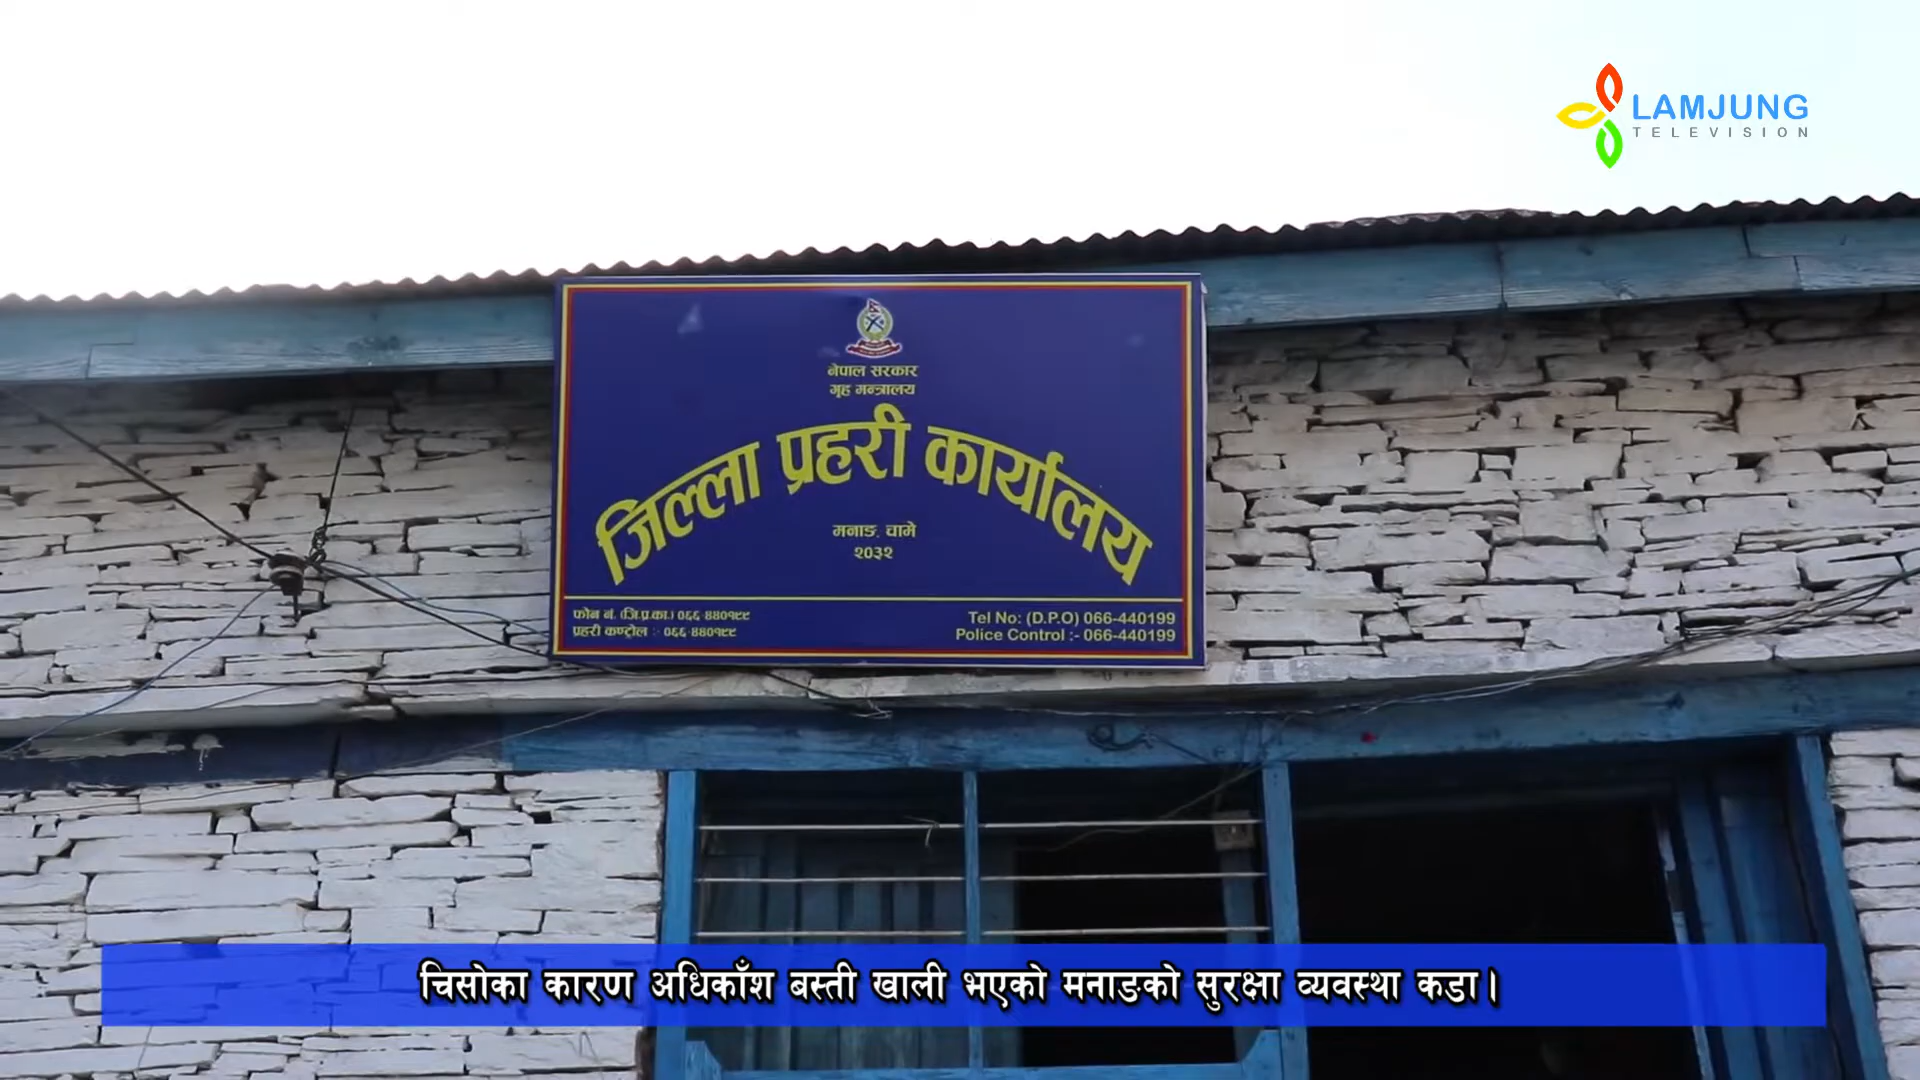 LAMJUNG
TELEVISION
नेपाल सरकार
गृह मन्त्रालय
जिल्ला प्रहरी कार्यालय
मनाङ, चामे
२०३२
फोन नं. (जि.प्र.का.) ०६६-४४०१९९
प्रहरी कण्ट्रोल :- ०६६-४४०१९९
Tel No: (D.P.O) 066-440199
Police Control :- 066-440199
चिसोका कारण अधिकाँश बस्ती खाली भएको मनाङको सुरक्षा व्यवस्था कडा।